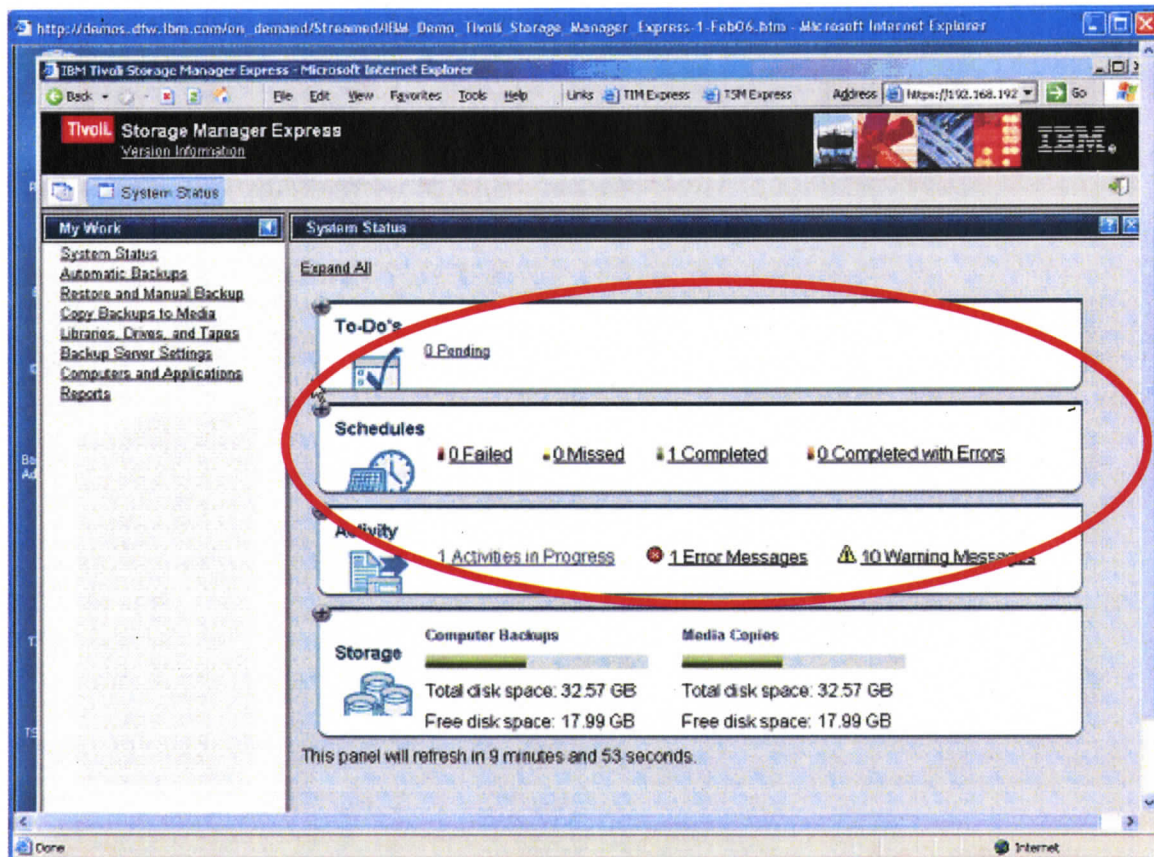 http://demos.dfw.ibm.com/on_demand/Streamed/IBM_Demo_Tivoli_Storage_Manager_Express-1-Feb06.htm - Microsoft Internet Explorer
IBM Tivoli Storage Manager Express - Microsoft Internet Explorer
Back File Edit View Favorites Tools Help Links TIM Express TSM Express Address https://192.168.192 Go
Tivoli. Storage Manager Express
Version Information
IBM.
System Status
My Work
System Status
Automatic Backups
Restore and Manual Backup
Copy Backups to Media
Libraries, Drives, and Tapes
Backup Server Settings
Computers and Applications
Reports
System Status
Expand All
To-Do's
0 Pending
Schedules
0 Failed 0 Missed 1 Completed 0 Completed with Errors
Activity
1 Activities in Progress 1 Error Messages 10 Warning Messages
Storage
Computer Backups Media Copies
Total disk space: 32.57 GB Total disk space: 32.57 GB
Free disk space: 17.99 GB Free disk space: 17.99 GB
This panel will refresh in 9 minutes and 53 seconds.
Done Internet